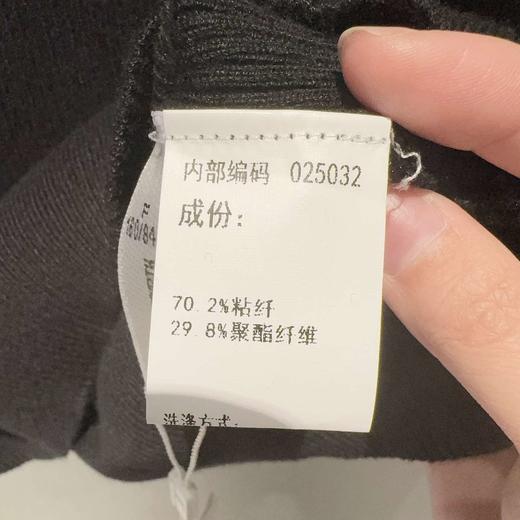 内部编码 025032
成份:
70.2%粘纤
29.8%聚酯纤维
洗涤方式: